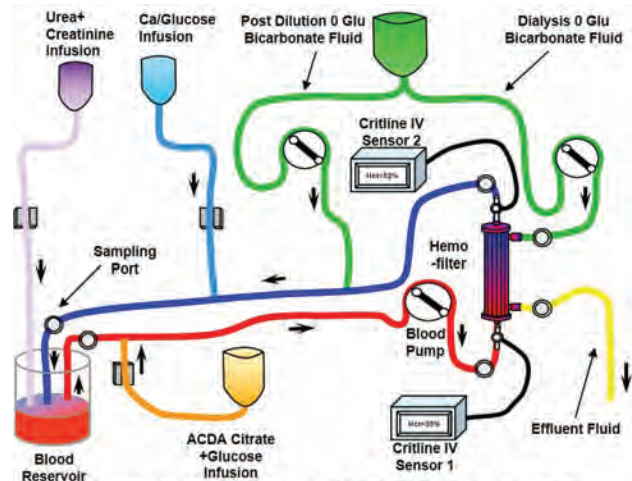 Urea+
Creatinine
Infusion
Ca/Glucose
Infusion
Post Dilution 0 Glu
Bicarbonate Fluid
Dialysis 0 Glu
Bicarbonate Fluid
Critline IV
Sensor 2
Sampling
Port
Hemo
-filter
Blood
Pump
Blood
Reservoir
ACDA Citrate
+Glucose
Infusion
Critline IV
Sensor 1
Effluent Fluid